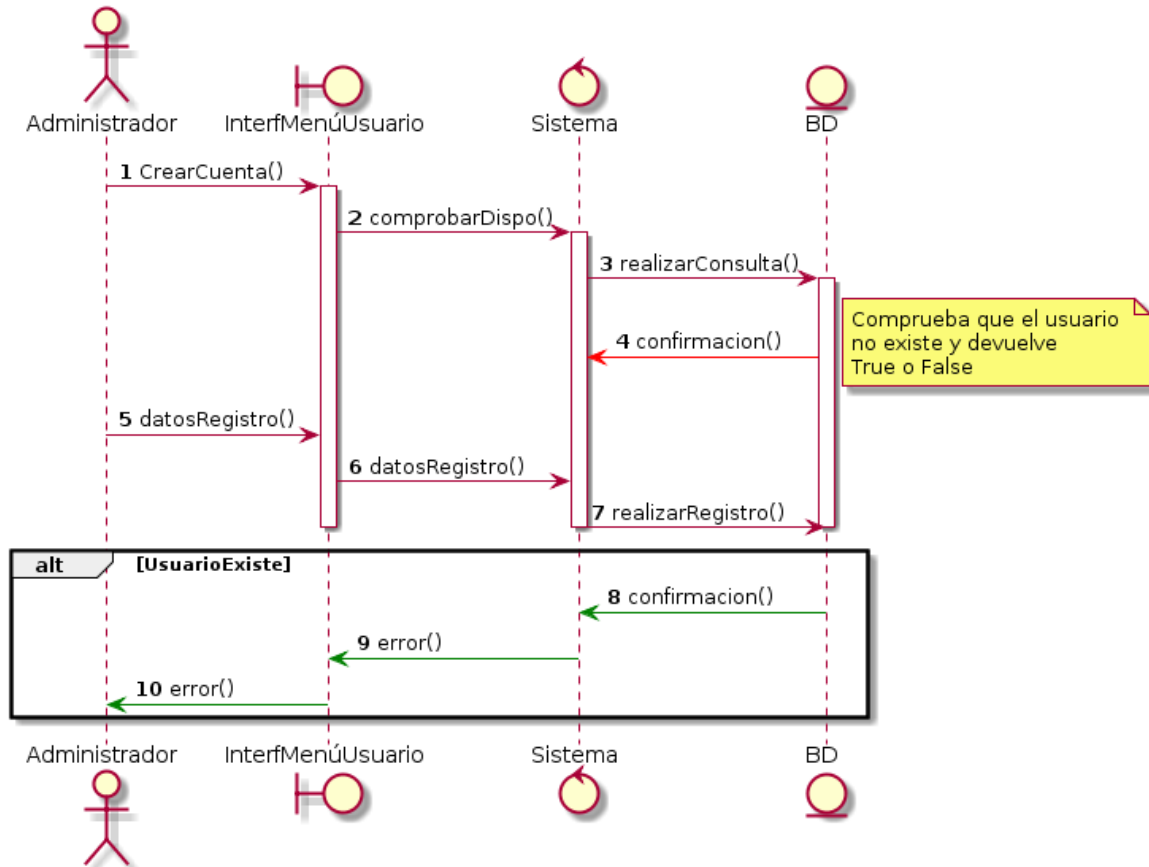 Administrador InterfMenúUsuario Sistema BD
1 CrearCuenta()
2 comprobarDispo()
3 realizarConsulta()
Comprueba que el usuario
no existe y devuelve
True o False
4 confirmacion()
5 datosRegistro()
6 datosRegistro()
7 realizarRegistro()
alt [UsuarioExiste]
8 confirmacion()
9 error()
10 error()
Administrador InterfMenúUsuario Sistema BD